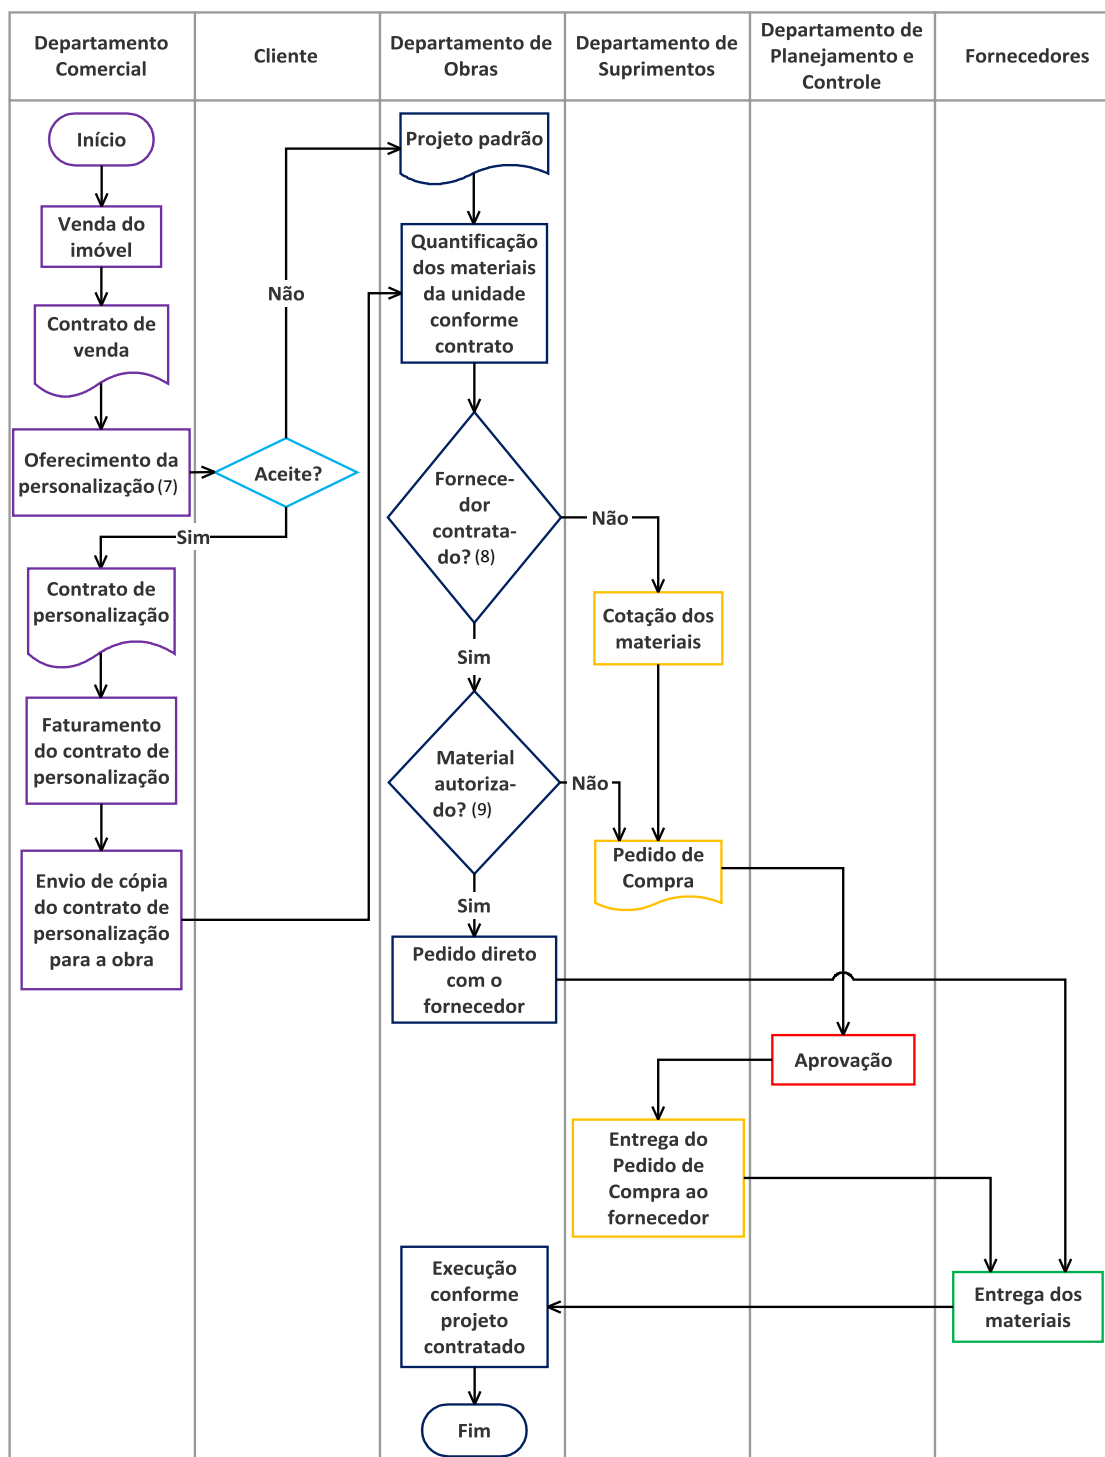 Departamento
Comercial
Cliente
Departamento de
Obras
Departamento de
Suprimentos
Departamento de
Planejamento e
Controle
Fornecedores
Início
Venda do
imóvel
Contrato de
venda
Oferecimento da
personalização (7)
Aceite?
Não
Sim
Contrato de
personalização
Faturamento
do contrato de
personalização
Envio de cópia
do contrato de
personalização
para a obra
Projeto padrão
Quantificação
dos materiais
da unidade
conforme
contrato
Fornece-
dor
contrata-
do? (8)
Não
Sim
Cotação dos
materiais
Material
autoriza-
do? (9)
Não
Sim
Pedido de
Compra
Pedido direto
com o
fornecedor
Aprovação
Entrega do
Pedido de
Compra ao
fornecedor
Entrega dos
materiais
Execução
conforme
projeto
contratado
Fim